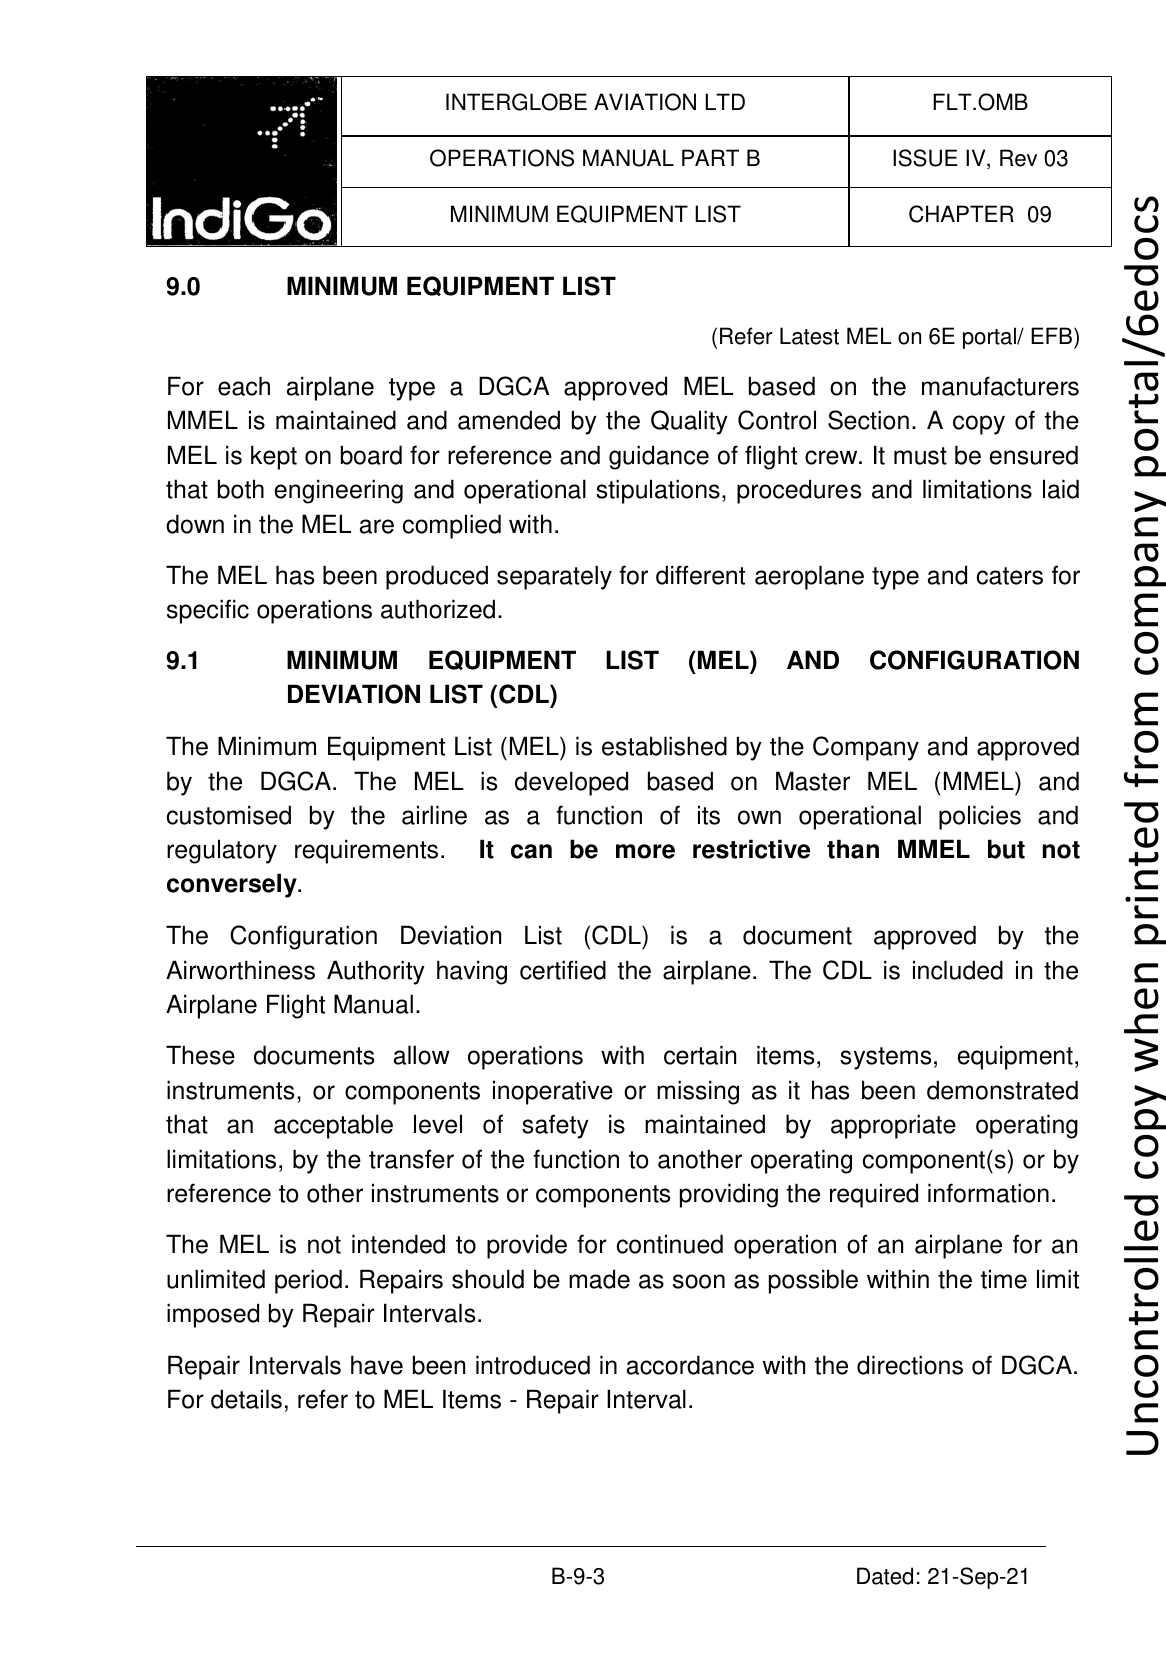 IndiGo
INTERGLOBE AVIATION LTD
FLT.OMB
OPERATIONS MANUAL PART B
ISSUE IV, Rev 03
MINIMUM EQUIPMENT LIST
CHAPTER 09
9.0 MINIMUM EQUIPMENT LIST
(Refer Latest MEL on 6E portal/ EFB)
For each airplane type a DGCA approved MEL based on the manufacturers
MMEL is maintained and amended by the Quality Control Section. A copy of the
MEL is kept on board for reference and guidance of flight crew. It must be ensured
that both engineering and operational stipulations, procedures and limitations laid
down in the MEL are complied with.
The MEL has been produced separately for different aeroplane type and caters for
specific operations authorized.
9.1 MINIMUM EQUIPMENT LIST (MEL) AND CONFIGURATION
DEVIATION LIST (CDL)
The Minimum Equipment List (MEL) is established by the Company and approved
by the DGCA. The MEL is developed based on Master MEL (MMEL) and
customised by the airline as a function of its own operational policies and
regulatory requirements. It can be more restrictive than MMEL but not
conversely.
The Configuration Deviation List (CDL) is a document approved by the
Airworthiness Authority having certified the airplane. The CDL is included in the
Airplane Flight Manual.
These documents allow operations with certain items, systems, equipment,
instruments, or components inoperative or missing as it has been demonstrated
that an acceptable level of safety is maintained by appropriate operating
limitations, by the transfer of the function to another operating component(s) or by
reference to other instruments or components providing the required information.
The MEL is not intended to provide for continued operation of an airplane for an
unlimited period. Repairs should be made as soon as possible within the time limit
imposed by Repair Intervals.
Repair Intervals have been introduced in accordance with the directions of DGCA.
For details, refer to MEL Items - Repair Interval.
B-9-3
Dated: 21-Sep-21
Uncontrolled copy when printed from company portal/6edocs